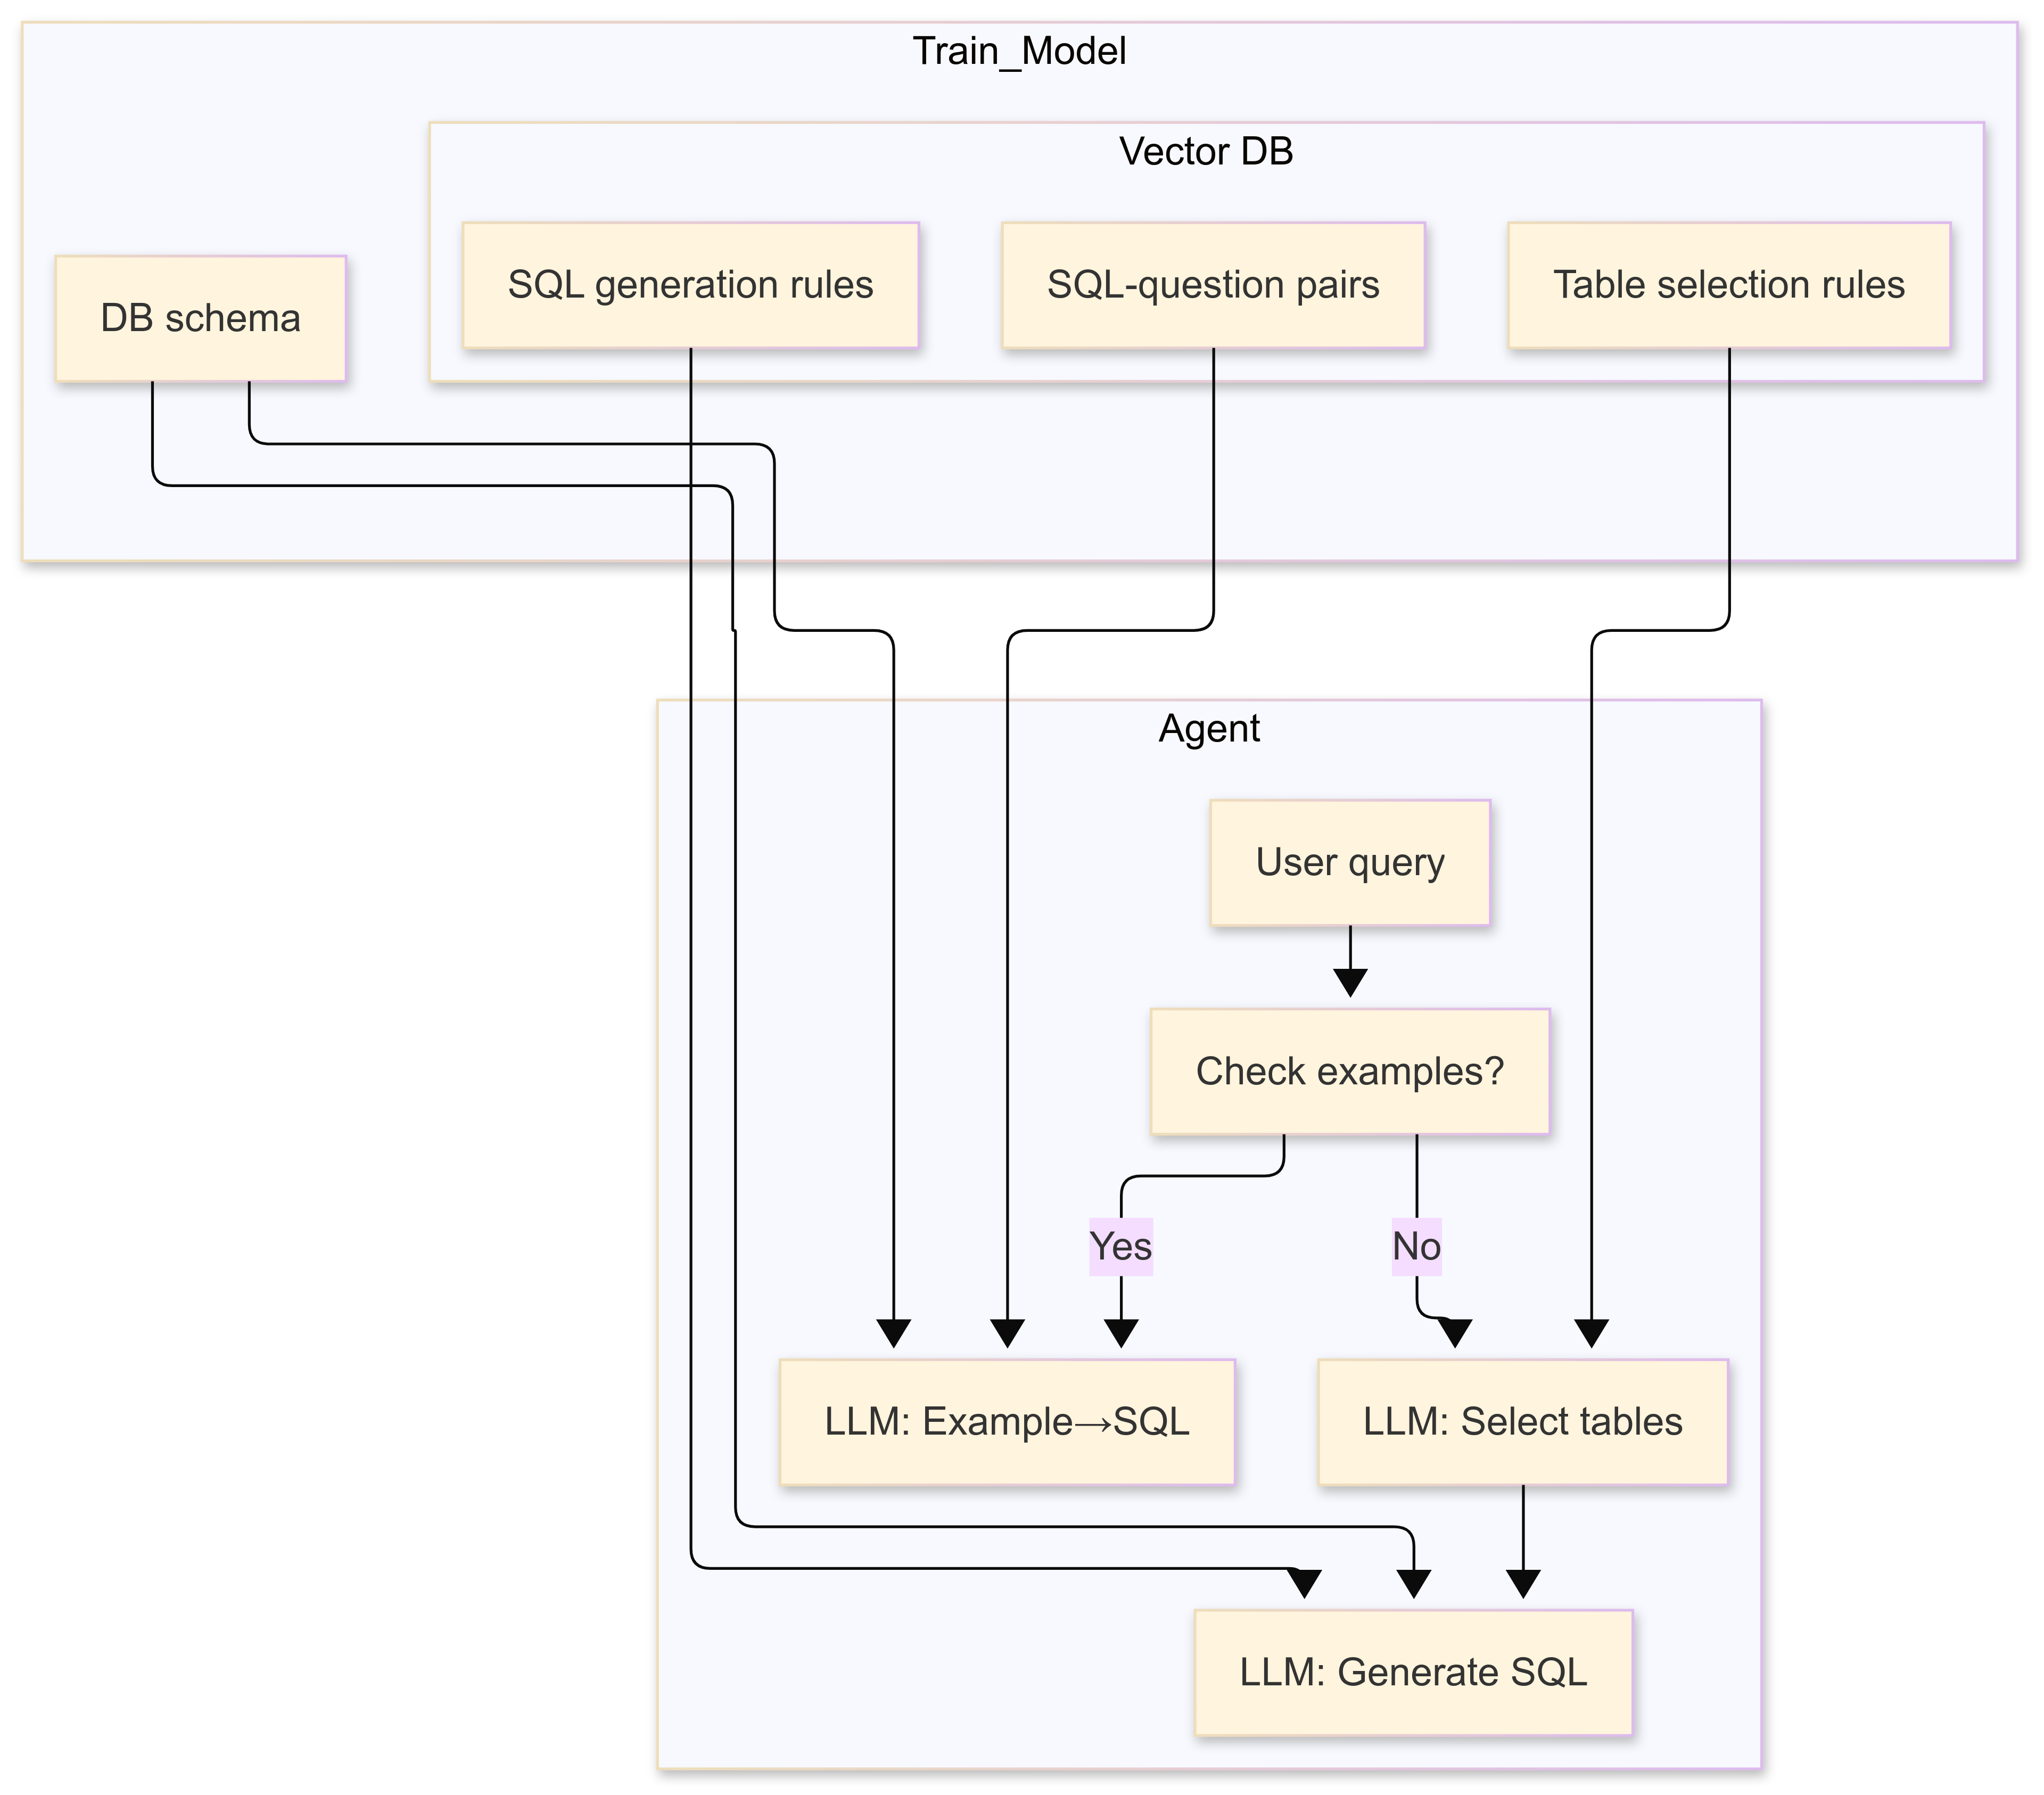 Train_Model
Vector DB
DB schema
SQL generation rules
SQL-question pairs
Table selection rules
Agent
User query
Check examples?
Yes
No
LLM: Example→SQL
LLM: Select tables
LLM: Generate SQL